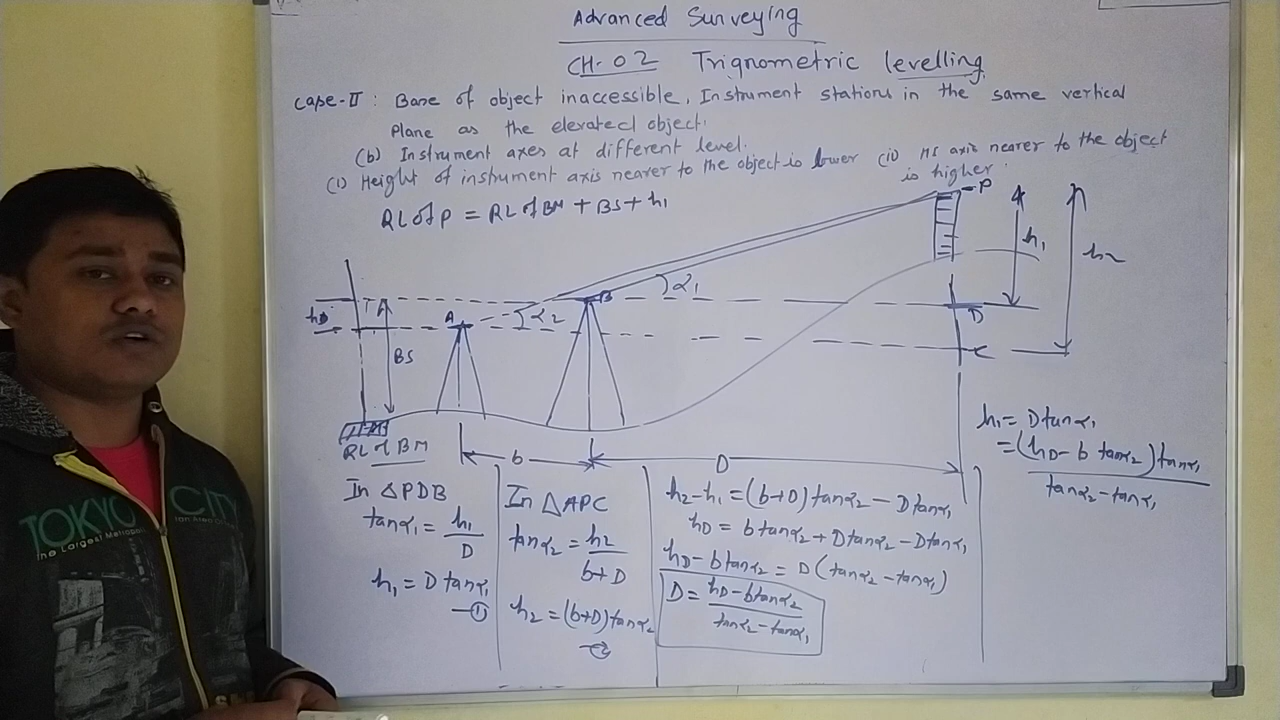 Advanced Surveying
CH-02 Trignometric levelling
Case-II : Base of object inaccessible, Instrument stations in the same vertical
Plane as the elevated object.
(b) Instrument axes at different level.
(i) Height of instrument axis nearer to the object is lower (ii) axis nearer to the object
is higher
RL of P = RL of BM + BS + h₁
P
h₁
h₂
α₁
B
hD
A
α₂
D
BS
C
RL of BM
b
D
h₁ = D tanα₁
= (hD - b tanα₂) tanα₁
tanα₂ - tanα₁
In △PDB
tanα₁ = h₁
D
h₁ = D tanα₁
— ①
In △APC
tanα₂ = h₂
b+D
h₂ = (b+D) tanα₂
— ②
h₂ - h₁ = (b+D) tanα₂ - D tanα₁
hD = b tanα₂ + D tanα₂ - D tanα₁
hD - b tanα₂ = D (tanα₂ - tanα₁)
D = hD - b tanα₂
tanα₂ - tanα₁
TOKYO CITY
The Largest Metropoli